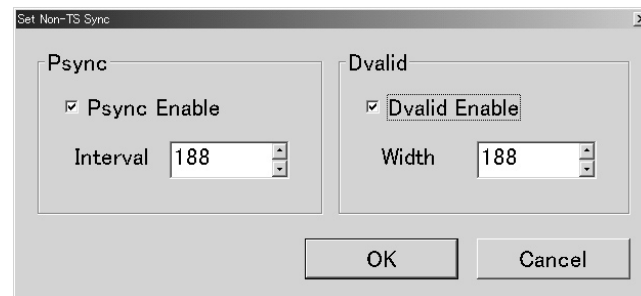 Set Non-TS Sync
Psync
Psync Enable
Interval 188
Dvalid
Dvalid Enable
Width 188
OK
Cancel